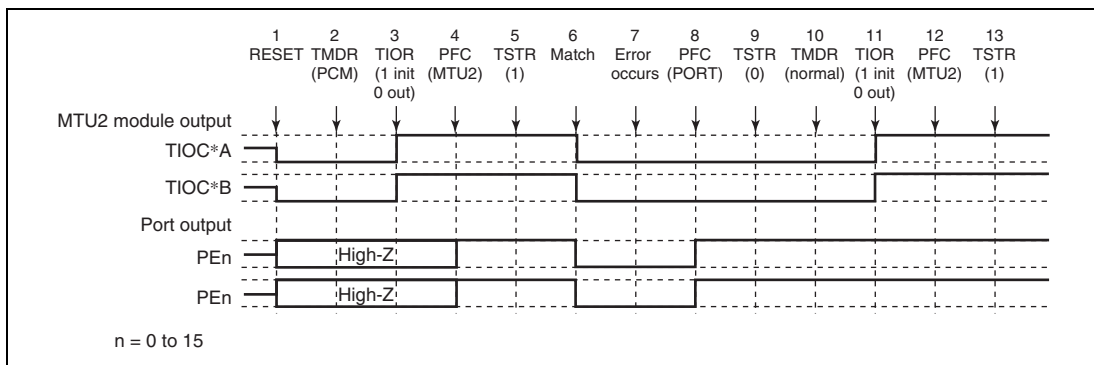 1 2 3 4 5 6 7 8 9 10 11 12 13
RESET TMDR TIOR PFC TSTR Match Error PFC TSTR TMDR TIOR PFC TSTR
(PCM) (1 init (MTU2) (1) occurs (PORT) (0) (normal) (1 init (MTU2) (1)
0 out) 0 out)
MTU2 module output
TIOC*A
TIOC*B
Port output
PEn High-Z
PEn High-Z
n = 0 to 15